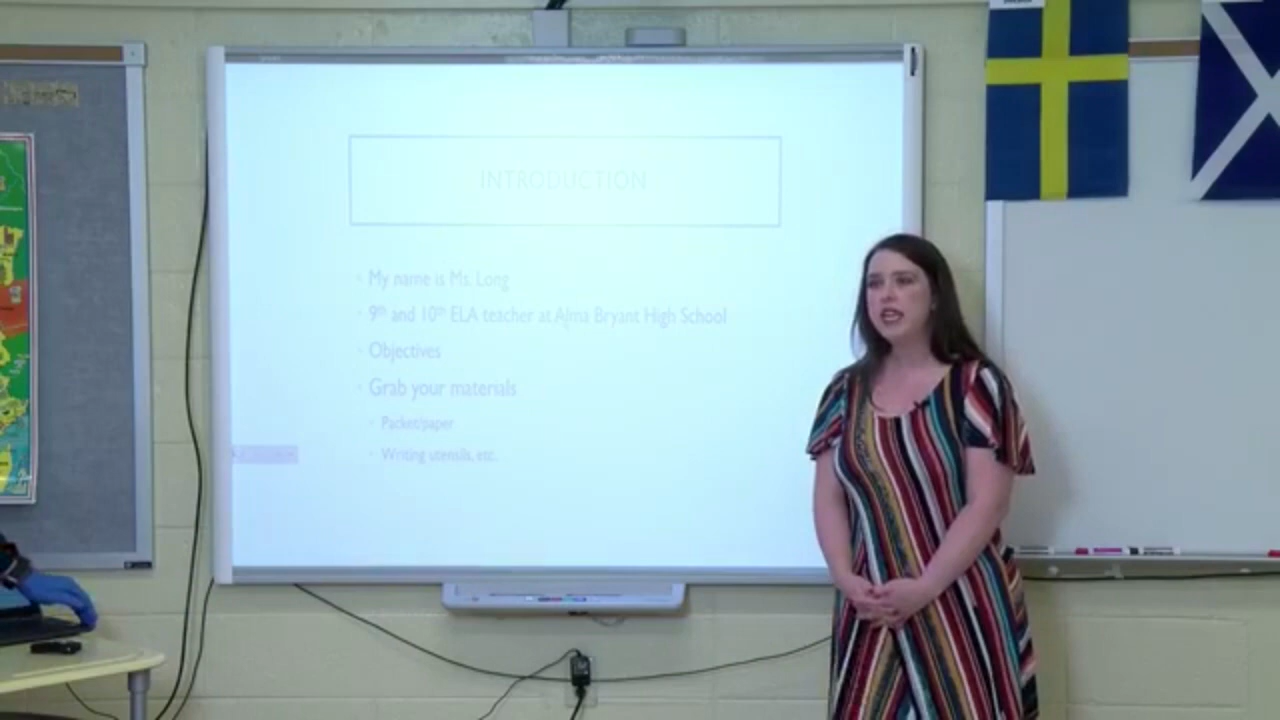 INTRODUCTION
My name is Ms. Long
9th and 10th ELA teacher at Alma Bryant High School
Objectives
Grab your materials
Packet/paper
Writing utensils, etc.